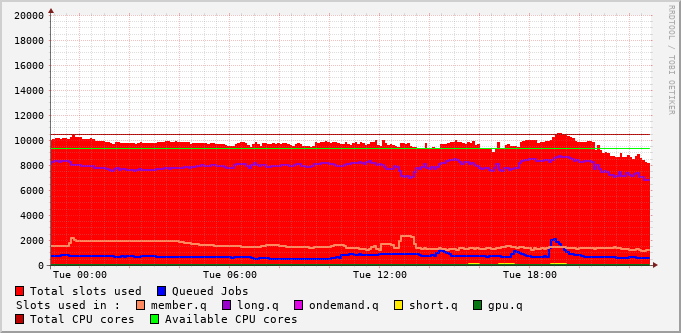 20000
18000
16000
14000
12000
10000
8000
6000
4000
2000
0
Tue 00:00 Tue 06:00 Tue 12:00 Tue 18:00
Total slots used Queued Jobs
Slots used in : member.q long.q ondemand.q short.q gpu.q
Total CPU cores Available CPU cores
RRDTOOL / TOBI OETIKER